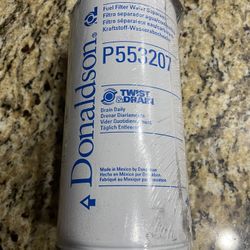 Fuel Filter Water Separator
Filtro separador agua/
Filtre séparateur
Kraftstoff-Wasserabscheider
Donaldson.
P553207
TWIST
& DRAIN
Drain Daily
Drenar Diariamente
Vider Quotidiennement
Täglich Entleeren
Made in Mexico by Donaldson
Hecho en México por Donaldson
Fabriqué au Mexique par Donaldson